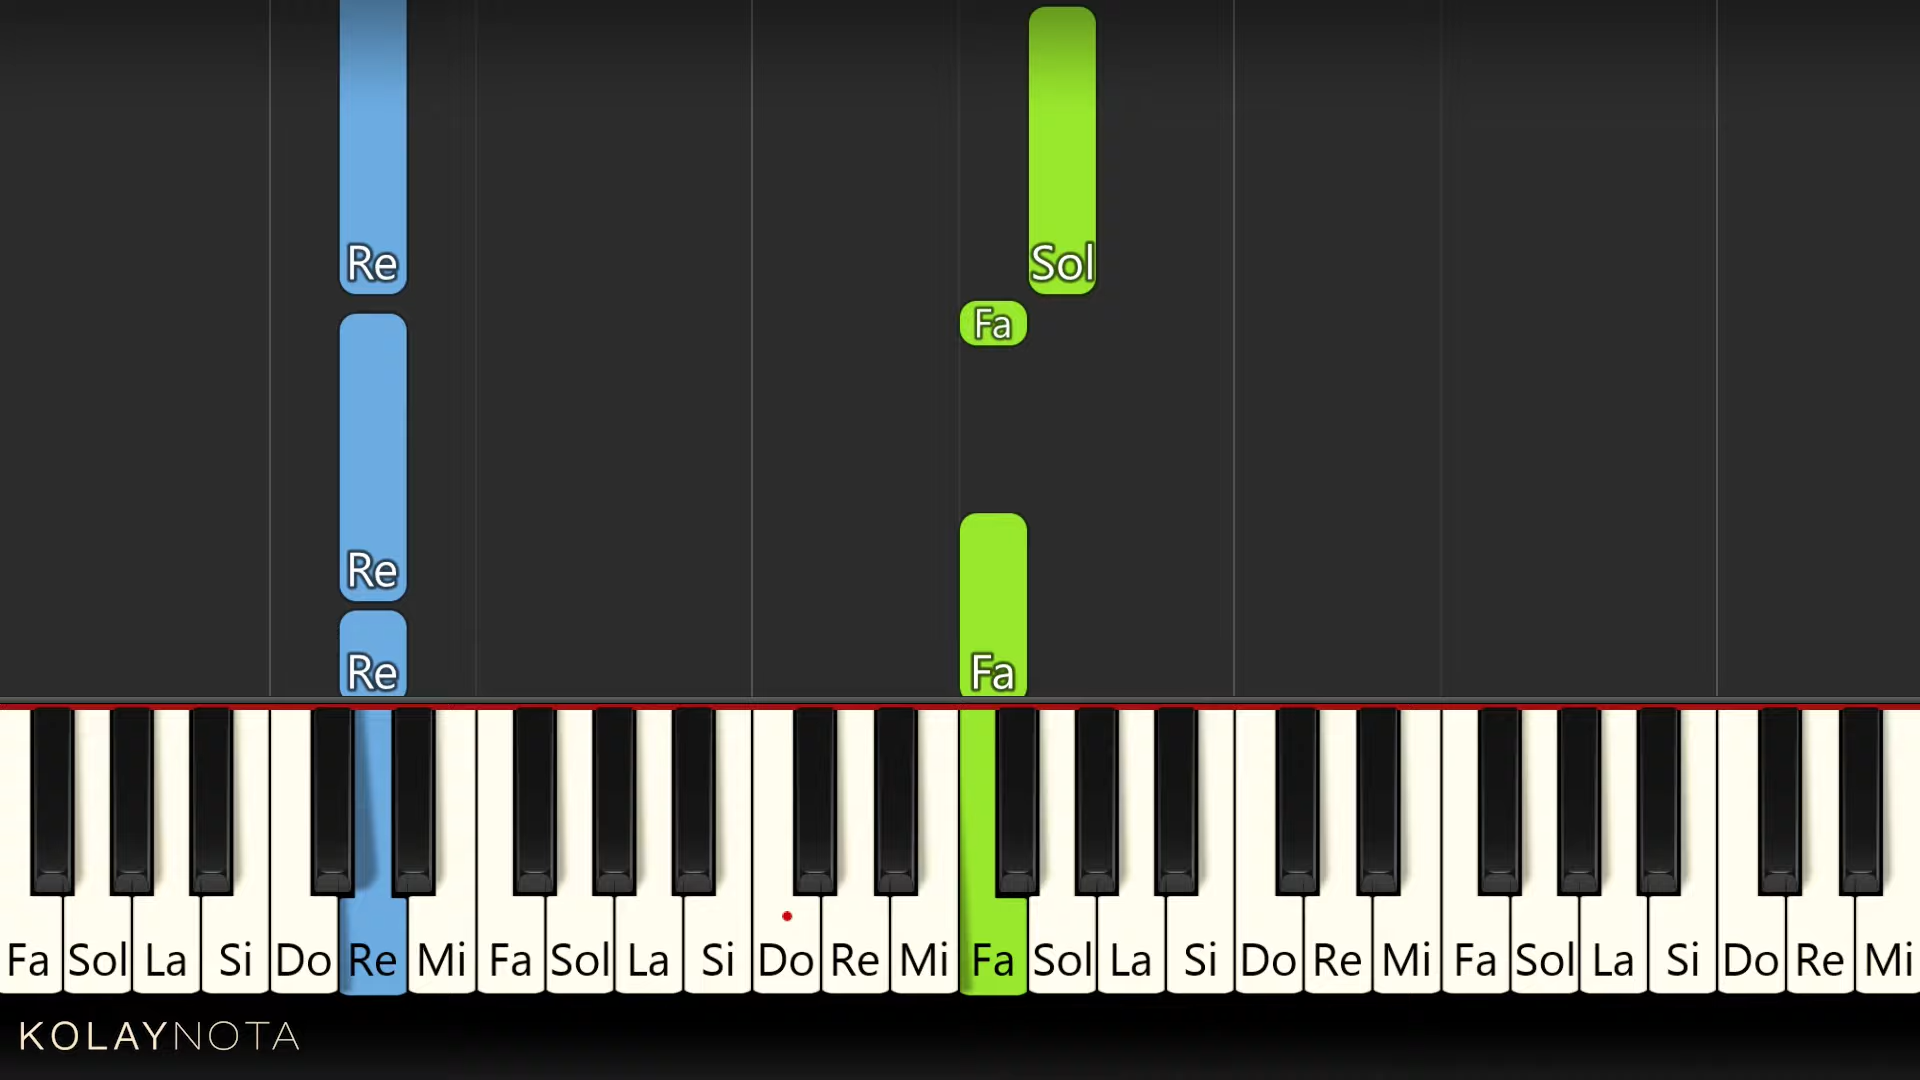 Re Sol
Fa
Re
Re Fa
Fa Sol La Si Do Re Mi Fa Sol La Si Do Re Mi Fa Sol La Si Do Re Mi Fa Sol La Si Do Re Mi
KOLAYNOTA